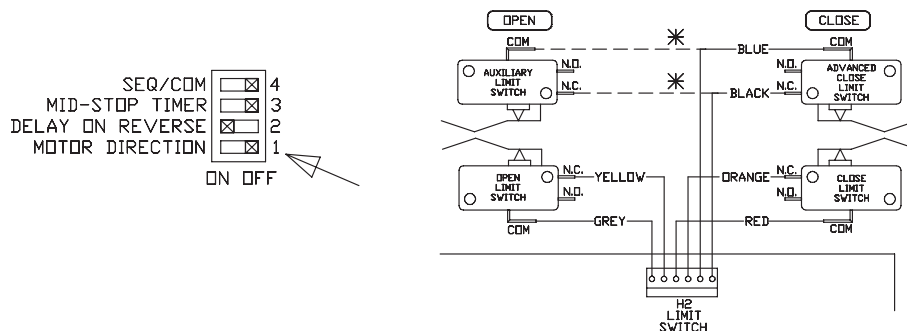 SEQ/COM 4
MID-STOP TIMER 3
DELAY ON REVERSE 2
MOTOR DIRECTION 1
ON OFF
OPEN
CLOSE
COM
*
BLUE
COM
AUXILIARY
LIMIT
SWITCH
N.O.
N.C.
*
BLACK
N.O.
N.C.
ADVANCED
CLOSE
LIMIT
SWITCH
OPEN
LIMIT
SWITCH
N.C.
N.O.
YELLOW
ORANGE
N.C.
N.O.
CLOSE
LIMIT
SWITCH
COM
GREY
RED
COM
H2
LIMIT
SWITCH